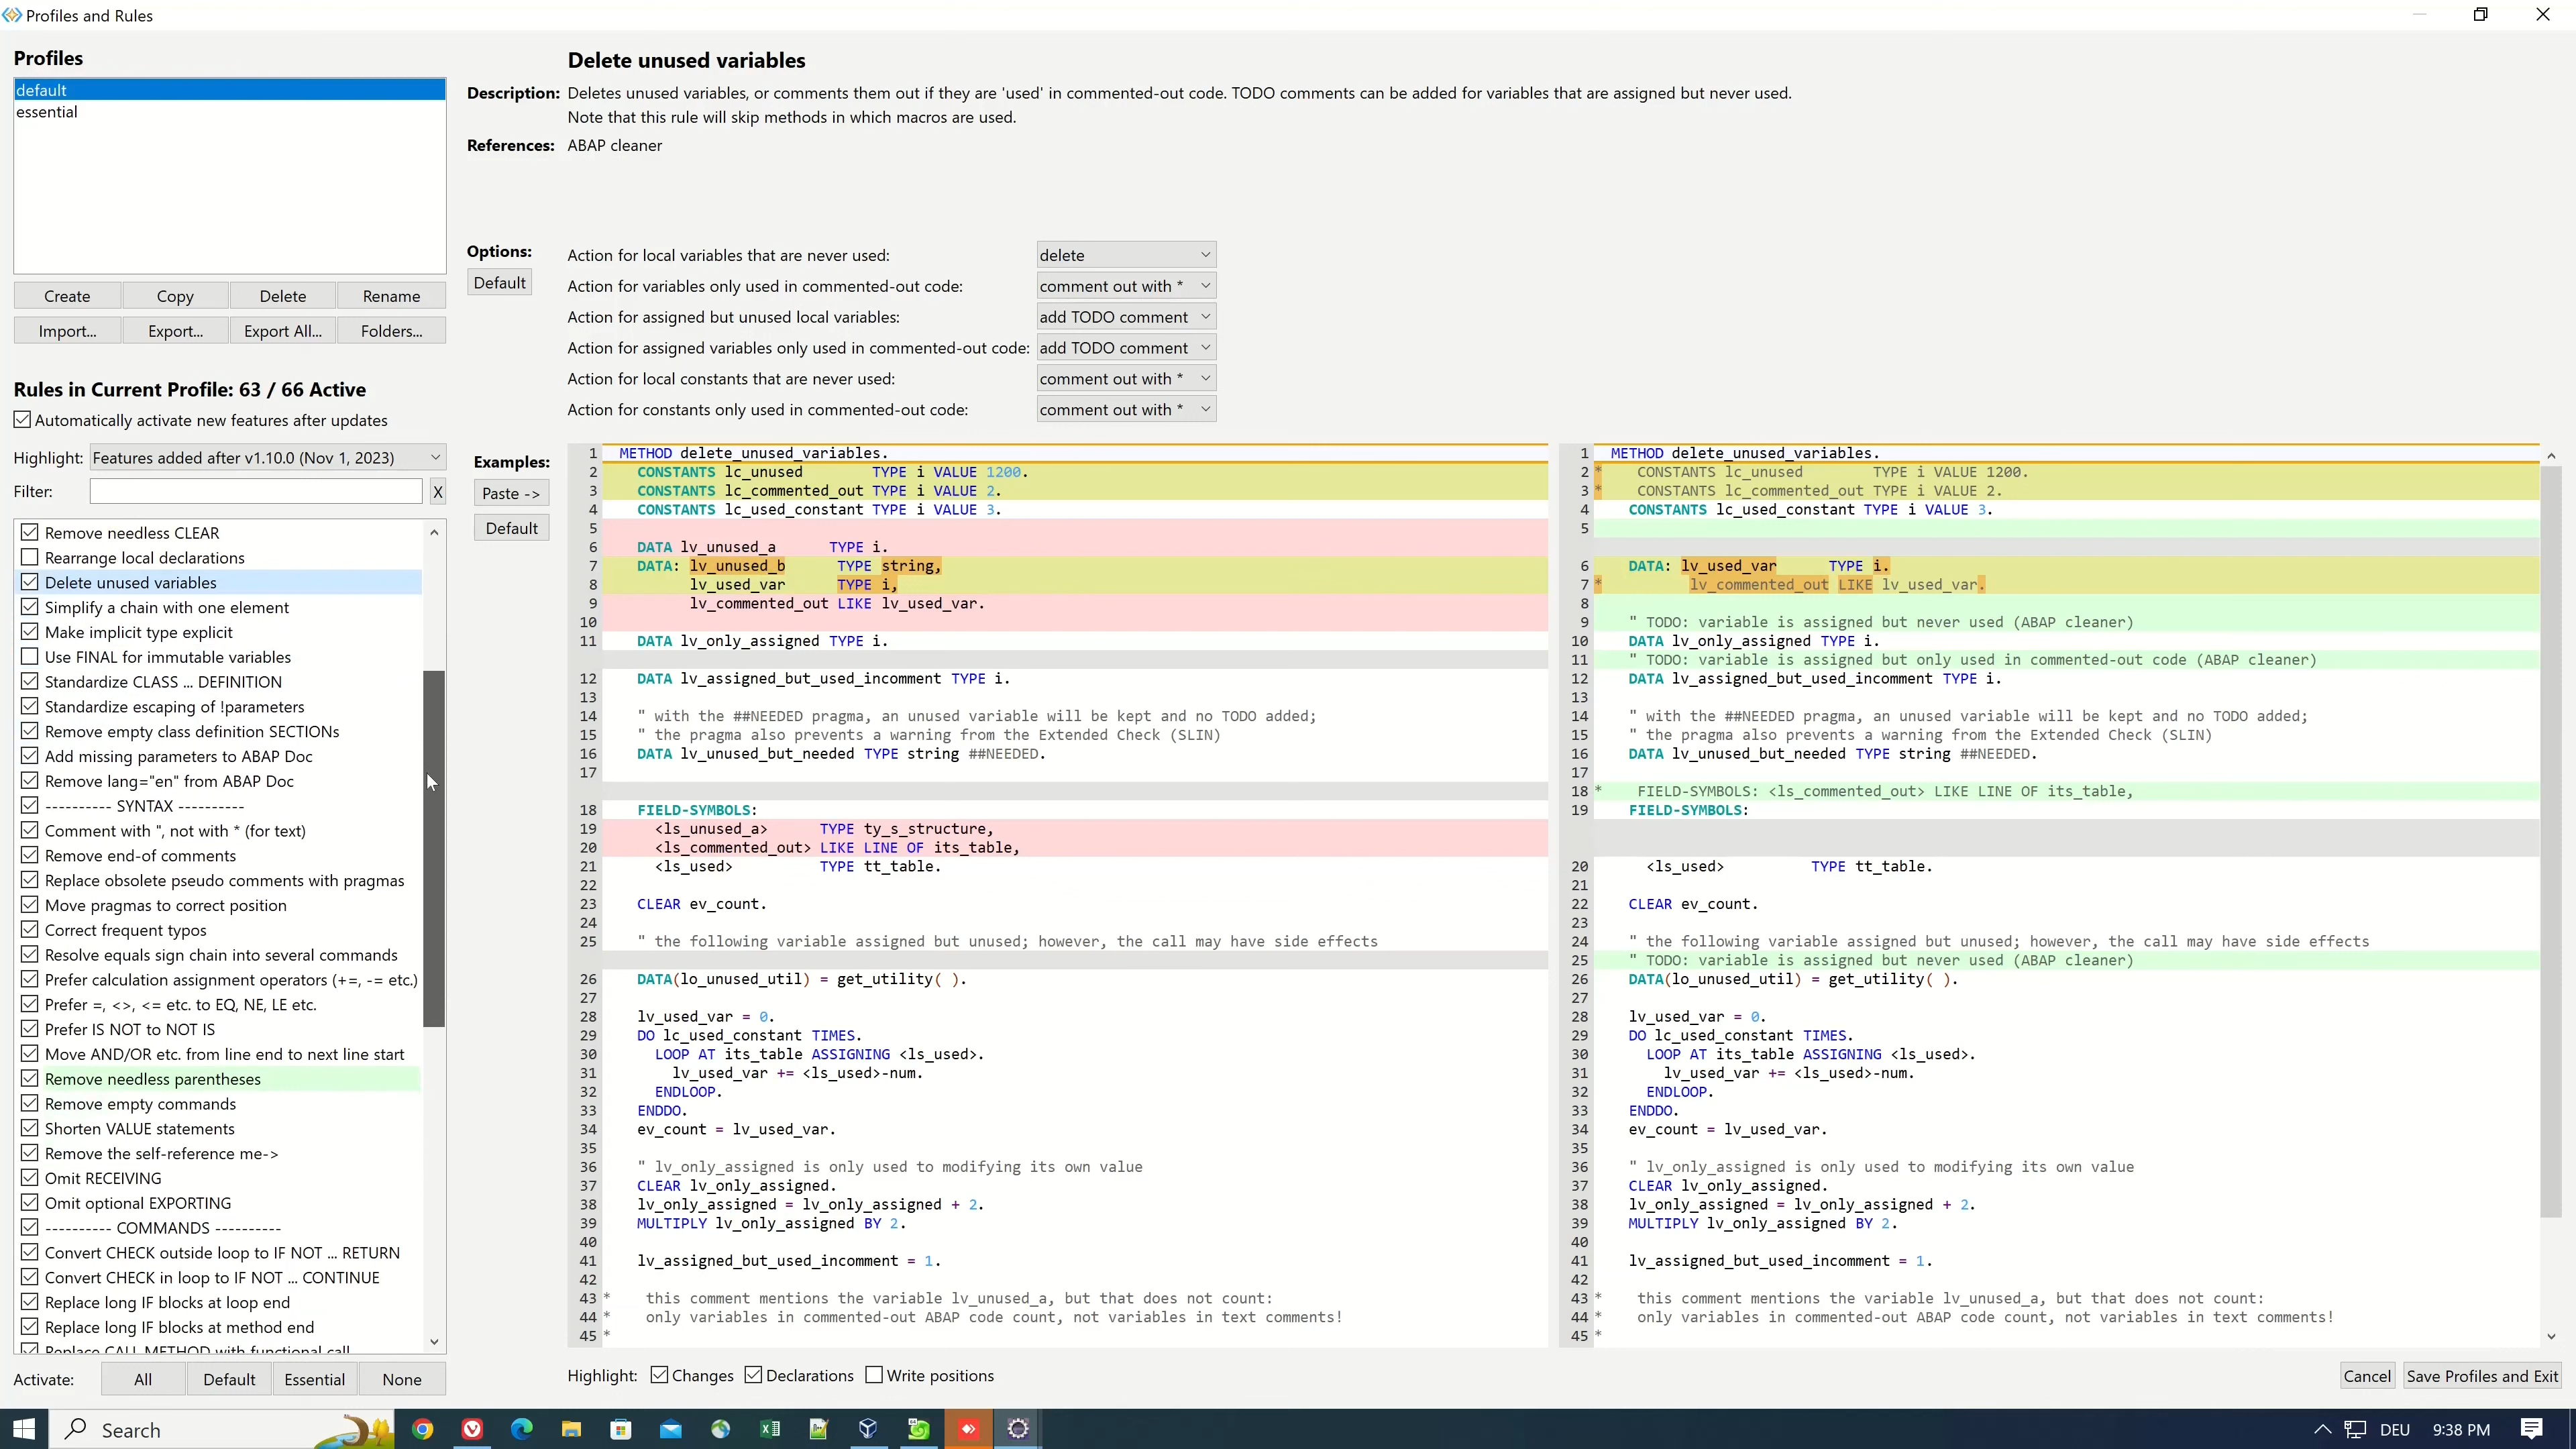 Profiles and Rules
Profiles
default
essential
Create Copy Delete Rename
Import... Export... Export All... Folders...
Rules in Current Profile: 63 / 66 Active
Automatically activate new features after updates
Highlight: Features added after v1.10.0 (Nov 1, 2023)
Filter: X
Remove needless CLEAR
Rearrange local declarations
Delete unused variables
Simplify a chain with one element
Make implicit type explicit
Use FINAL for immutable variables
Standardize CLASS ... DEFINITION
Standardize escaping of !parameters
Remove empty class definition SECTIONs
Add missing parameters to ABAP Doc
Remove lang="en" from ABAP Doc
---------- SYNTAX ----------
Comment with ", not with * (for text)
Remove end-of comments
Replace obsolete pseudo comments with pragmas
Move pragmas to correct position
Correct frequent typos
Resolve equals sign chain into several commands
Prefer calculation assignment operators (+=, -= etc.)
Prefer =, <>, <= etc. to EQ, NE, LE etc.
Prefer IS NOT to NOT IS
Move AND/OR etc. from line end to next line start
Remove needless parentheses
Remove empty commands
Shorten VALUE statements
Remove the self-reference me->
Omit RECEIVING
Omit optional EXPORTING
---------- COMMANDS ----------
Convert CHECK outside loop to IF NOT ... RETURN
Convert CHECK in loop to IF NOT ... CONTINUE
Replace long IF blocks at loop end
Replace long IF blocks at method end
Replace CALL METHOD with functional call
Activate: All Default Essential None
Delete unused variables
Description: Deletes unused variables, or comments them out if they are 'used' in commented-out code. TODO comments can be added for variables that are assigned but never used.
Note that this rule will skip methods in which macros are used.
References: ABAP cleaner
Options:
Default
Action for local variables that are never used: delete
Action for variables only used in commented-out code: comment out with *
Action for assigned but unused local variables: add TODO comment
Action for assigned variables only used in commented-out code: add TODO comment
Action for local constants that are never used: comment out with *
Action for constants only used in commented-out code: comment out with *
Examples:
Paste ->
Default
1 METHOD delete_unused_variables.
2 CONSTANTS lc_unused TYPE i VALUE 1200.
3 CONSTANTS lc_commented_out TYPE i VALUE 2.
4 CONSTANTS lc_used_constant TYPE i VALUE 3.
5
6 DATA lv_unused_a TYPE i.
7 DATA: lv_unused_b TYPE string,
8 lv_used_var TYPE i,
9 lv_commented_out LIKE lv_used_var.
10
11 DATA lv_only_assigned TYPE i.
12 DATA lv_assigned_but_used_incomment TYPE i.
13
14 " with the ##NEEDED pragma, an unused variable will be kept and no TODO added;
15 " the pragma also prevents a warning from the Extended Check (SLIN)
16 DATA lv_unused_but_needed TYPE string ##NEEDED.
17
18 FIELD-SYMBOLS:
19 <ls_unused_a> TYPE ty_s_structure,
20 <ls_commented_out> LIKE LINE OF its_table,
21 <ls_used> TYPE tt_table.
22
23 CLEAR ev_count.
24
25 " the following variable assigned but unused; however, the call may have side effects
26 DATA(lo_unused_util) = get_utility( ).
27
28 lv_used_var = 0.
29 DO lc_used_constant TIMES.
30 LOOP AT its_table ASSIGNING <ls_used>.
31 lv_used_var += <ls_used>-num.
32 ENDLOOP.
33 ENDDO.
34 ev_count = lv_used_var.
35
36 " lv_only_assigned is only used to modifying its own value
37 CLEAR lv_only_assigned.
38 lv_only_assigned = lv_only_assigned + 2.
39 MULTIPLY lv_only_assigned BY 2.
40
41 lv_assigned_but_used_incomment = 1.
42
43 * this comment mentions the variable lv_unused_a, but that does not count:
44 * only variables in commented-out ABAP code count, not variables in text comments!
45 *
1 METHOD delete_unused_variables.
2 * CONSTANTS lc_unused TYPE i VALUE 1200.
3 * CONSTANTS lc_commented_out TYPE i VALUE 2.
4 CONSTANTS lc_used_constant TYPE i VALUE 3.
5
6 DATA: lv_used_var TYPE i.
7 * lv_commented_out LIKE lv_used_var.
8
9 " TODO: variable is assigned but never used (ABAP cleaner)
10 DATA lv_only_assigned TYPE i.
11 " TODO: variable is assigned but only used in commented-out code (ABAP cleaner)
12 DATA lv_assigned_but_used_incomment TYPE i.
13
14 " with the ##NEEDED pragma, an unused variable will be kept and no TODO added;
15 " the pragma also prevents a warning from the Extended Check (SLIN)
16 DATA lv_unused_but_needed TYPE string ##NEEDED.
17
18 * FIELD-SYMBOLS: <ls_commented_out> LIKE LINE OF its_table,
19 FIELD-SYMBOLS:
20 <ls_used> TYPE tt_table.
21
22 CLEAR ev_count.
23
24 " the following variable assigned but unused; however, the call may have side effects
25 " TODO: variable is assigned but never used (ABAP cleaner)
26 DATA(lo_unused_util) = get_utility( ).
27
28 lv_used_var = 0.
29 DO lc_used_constant TIMES.
30 LOOP AT its_table ASSIGNING <ls_used>.
31 lv_used_var += <ls_used>-num.
32 ENDLOOP.
33 ENDDO.
34 ev_count = lv_used_var.
35
36 " lv_only_assigned is only used to modifying its own value
37 CLEAR lv_only_assigned.
38 lv_only_assigned = lv_only_assigned + 2.
39 MULTIPLY lv_only_assigned BY 2.
40
41 lv_assigned_but_used_incomment = 1.
42
43 * this comment mentions the variable lv_unused_a, but that does not count:
44 * only variables in commented-out ABAP code count, not variables in text comments!
45 *
Highlight: Changes Declarations Write positions
Cancel Save Profiles and Exit
Search
DEU 9:38 PM